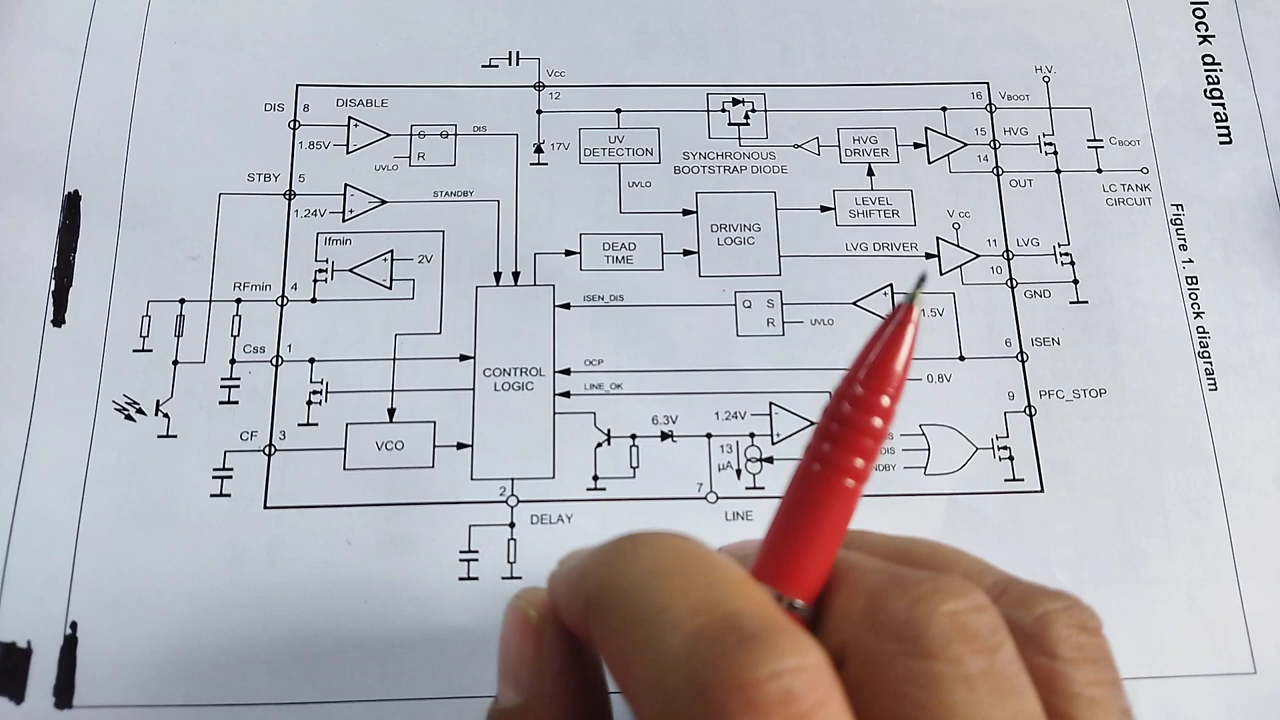 lock diagram
Figure 1. Block diagram
Vcc
12
H.V.
DIS
8
DISABLE
16
VBOOT
S Q
DIS
1.85V
R
UVLO
17V
UV
DETECTION
SYNCHRONOUS
BOOTSTRAP DIODE
HVG
DRIVER
15
HVG
CBOOT
14
OUT
LC TANK
CIRCUIT
STBY
5
STANDBY
1.24V
UVLO
LEVEL
SHIFTER
DRIVING
LOGIC
Vcc
Ifmin
2V
DEAD
TIME
LVG DRIVER
11
LVG
10
GND
RFmin
4
ISEN_DIS
Q S
R
UVLO
1.5V
Css
1
6
ISEN
CONTROL
LOGIC
OCP
0.8V
LINE_OK
9
PFC_STOP
CF
3
VCO
6.3V
1.24V
13
µA
S
DIS
NDBY
2
DELAY
7
LINE